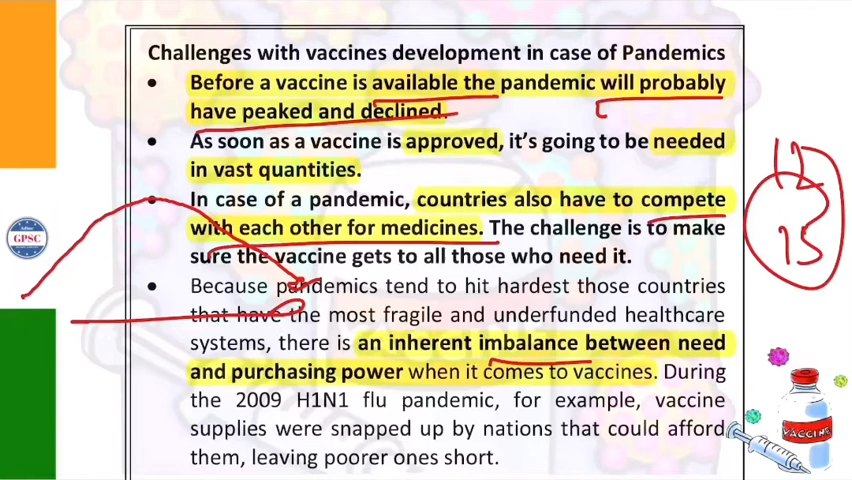 Challenges with vaccines development in case of Pandemics
• Before a vaccine is available the pandemic will probably
have peaked and declined.
• As soon as a vaccine is approved, it's going to be needed
in vast quantities.
• In case of a pandemic, countries also have to compete
with each other for medicines. The challenge is to make
sure the vaccine gets to all those who need it.
• Because pandemics tend to hit hardest those countries
that have the most fragile and underfunded healthcare
systems, there is an inherent imbalance between need
and purchasing power when it comes to vaccines. During
the 2009 H1N1 flu pandemic, for example, vaccine
supplies were snapped up by nations that could afford
them, leaving poorer ones short.
12
15
GPSC
VACCINE